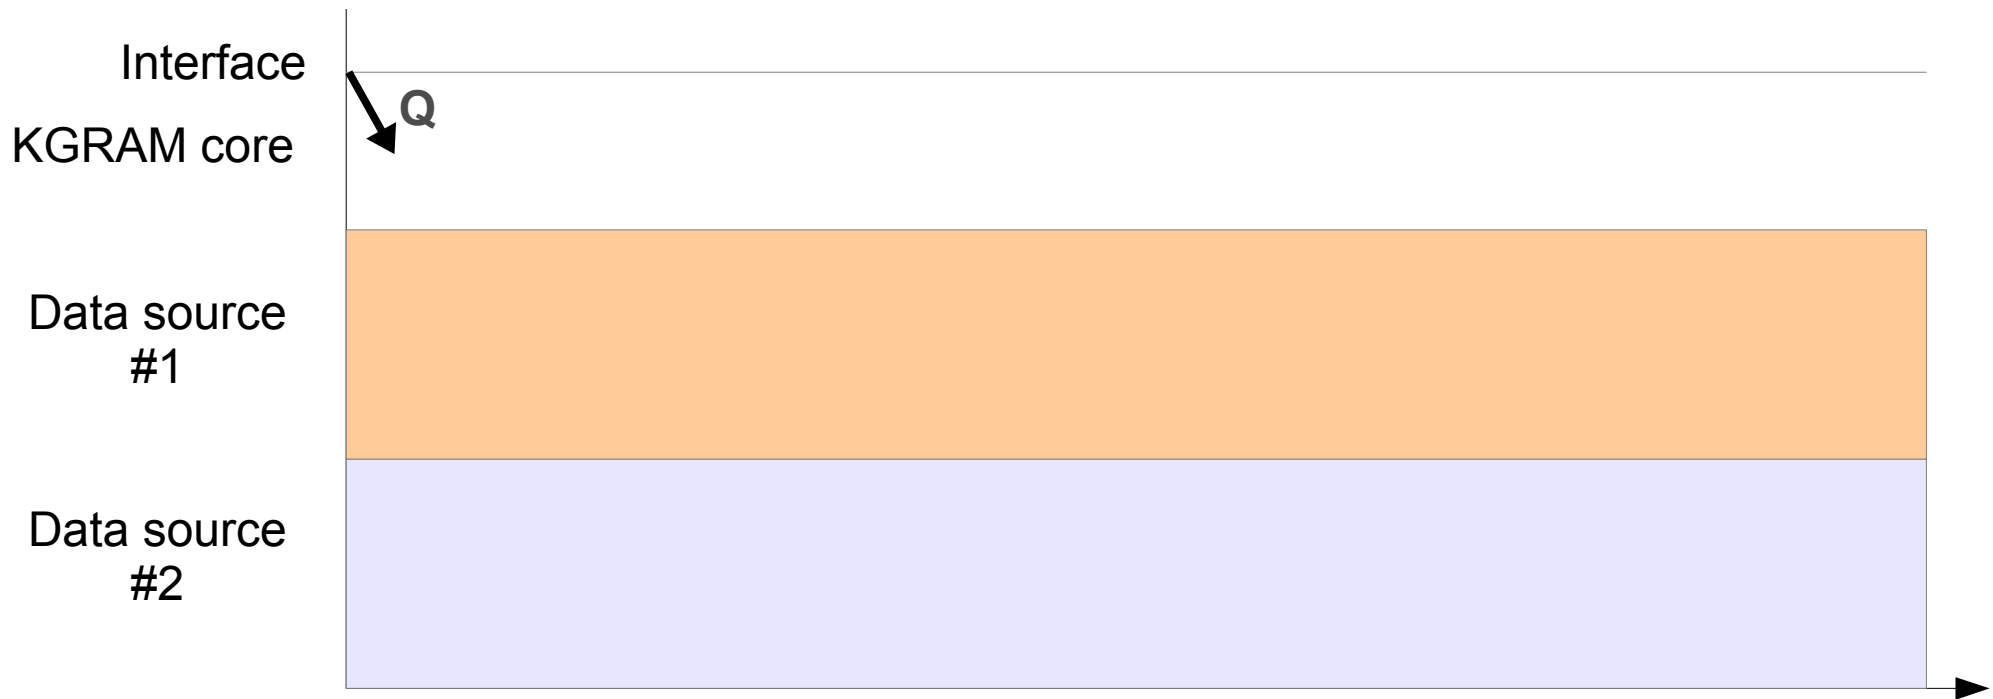 Interface
Q
KGRAM core
Data source
#1
Data source
#2